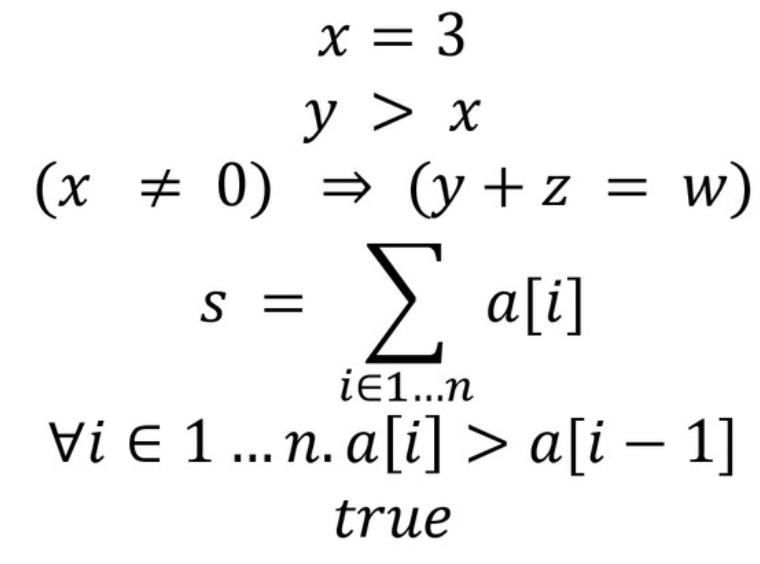 x = 3
y > x
(x ≠ 0) ⇒ (y + z = w)
s = ∑ a[i]
i∈1…n
∀i ∈ 1 … n. a[i] > a[i − 1]
true